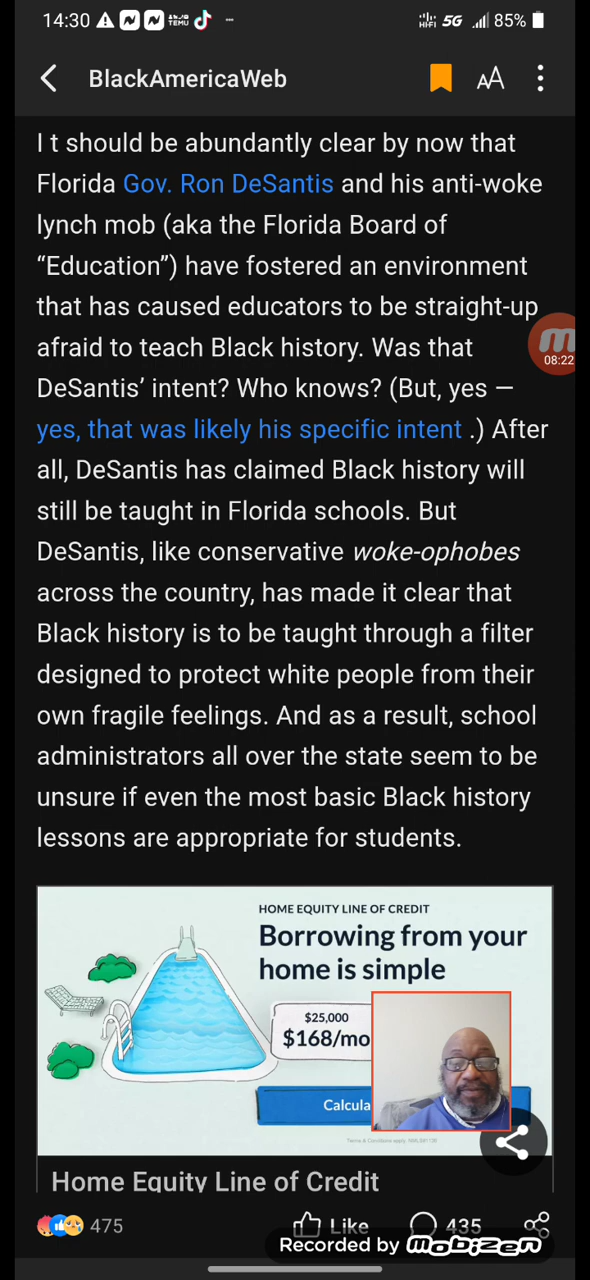 14:30 TEMU 5G 85%
BlackAmericaWeb AA
I t should be abundantly clear by now that
Florida Gov. Ron DeSantis and his anti-woke
lynch mob (aka the Florida Board of
“Education”) have fostered an environment
that has caused educators to be straight-up
afraid to teach Black history. Was that
08:22
DeSantis’ intent? Who knows? (But, yes —
yes, that was likely his specific intent .) After
all, DeSantis has claimed Black history will
still be taught in Florida schools. But
DeSantis, like conservative woke-ophobes
across the country, has made it clear that
Black history is to be taught through a filter
designed to protect white people from their
own fragile feelings. And as a result, school
administrators all over the state seem to be
unsure if even the most basic Black history
lessons are appropriate for students.
HOME EQUITY LINE OF CREDIT
Borrowing from your
home is simple
$25,000
$168/mo
Calcula
Home Equity Line of Credit
475 Like 435
Recorded by mobizen